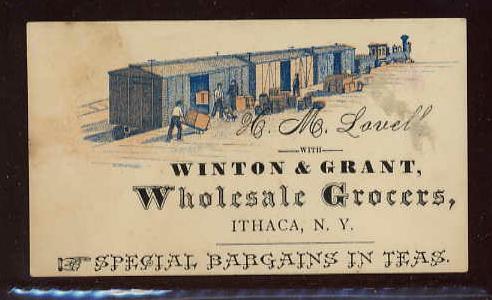 H. M. Lovell
WITH
WINTON & GRANT,
Wholesale Grocers,
ITHACA, N. Y.
☞ SPECIAL BARGAINS IN TEAS.